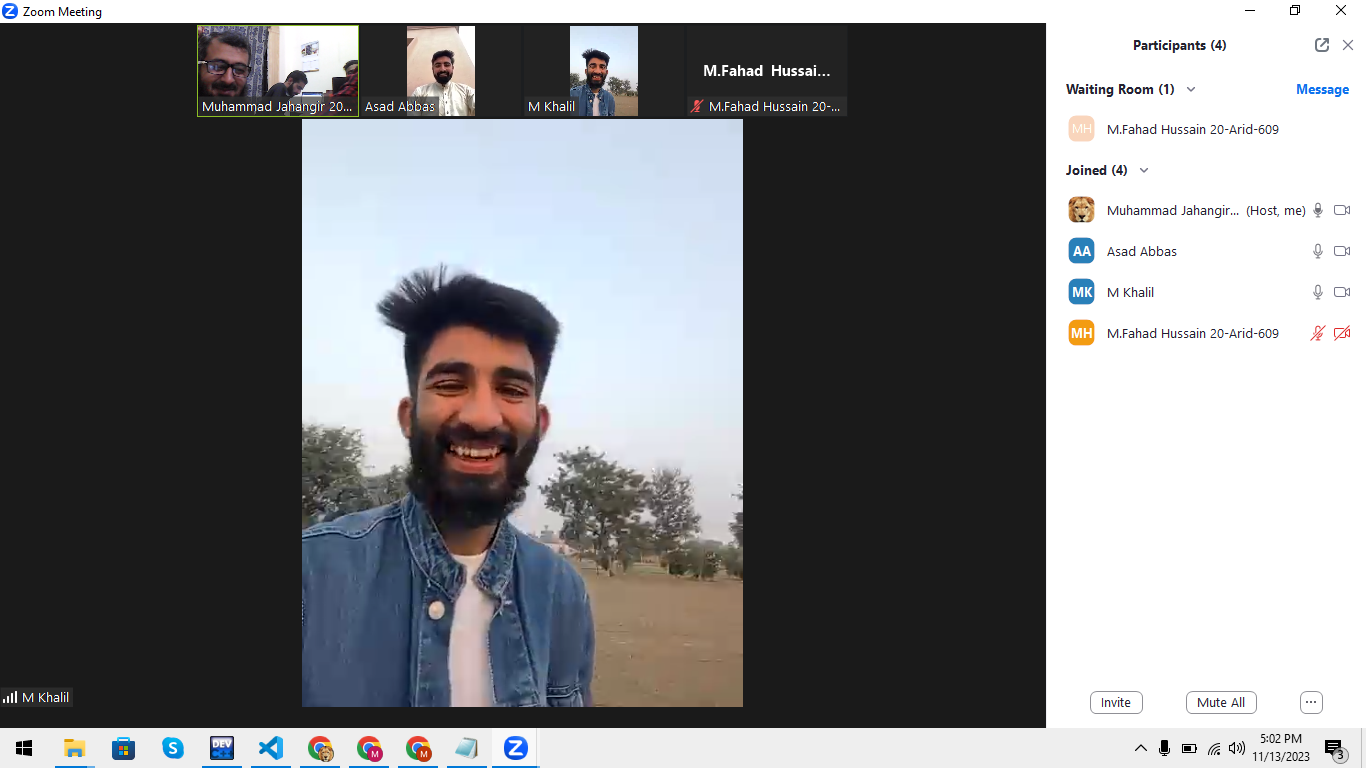 Zoom Meeting
Muhammad Jahangir 20...
Asad Abbas
M Khalil
M.Fahad Hussai...
M.Fahad Hussain 20-...
M Khalil
Participants (4)
Waiting Room (1)
Message
MH
M.Fahad Hussain 20-Arid-609
Joined (4)
Muhammad Jahangir... (Host, me)
AA
Asad Abbas
MK
M Khalil
MH
M.Fahad Hussain 20-Arid-609
Invite
Mute All
...
S
DEV
M
M
Z
5:02 PM
11/13/2023
3